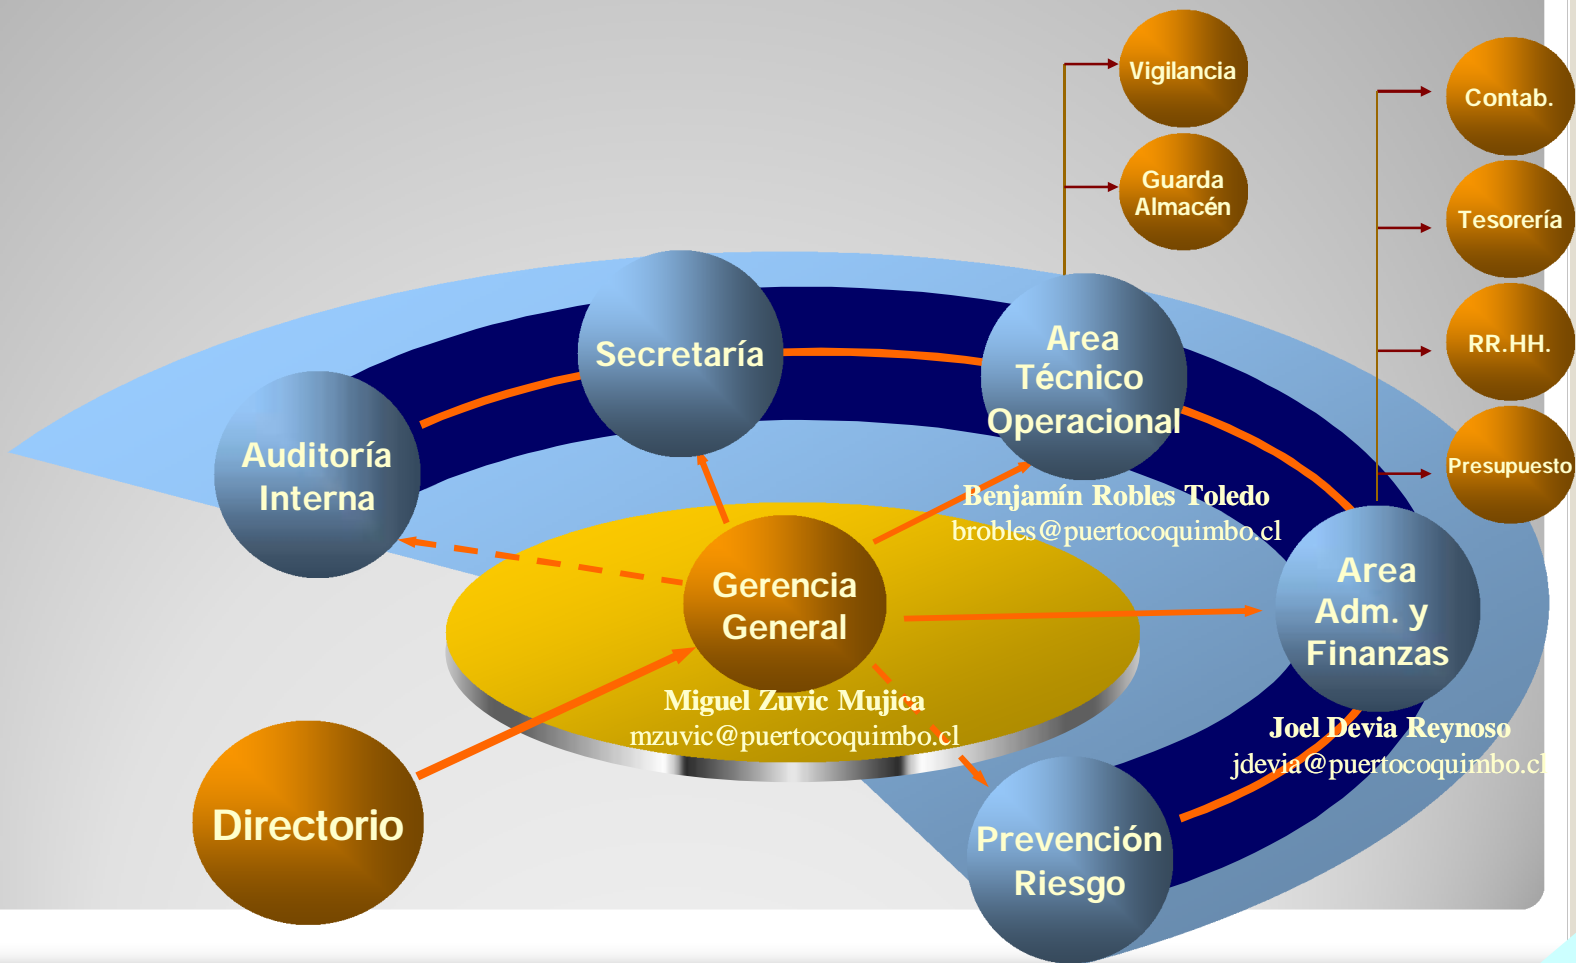 Vigilancia
Contab.
Guarda
Almacén
Tesorería
RR.HH.
Presupuesto
Secretaría
Area
Técnico
Operacional
Auditoría
Interna
Benjamín Robles Toledo
brobles@puertocoquimbo.cl
Gerencia
General
Area
Adm. y
Finanzas
Miguel Zuvic Mujica
mzuvic@puertocoquimbo.cl
Joel Devia Reynoso
jdevia@puertocoquimbo.cl
Directorio
Prevención
Riesgo